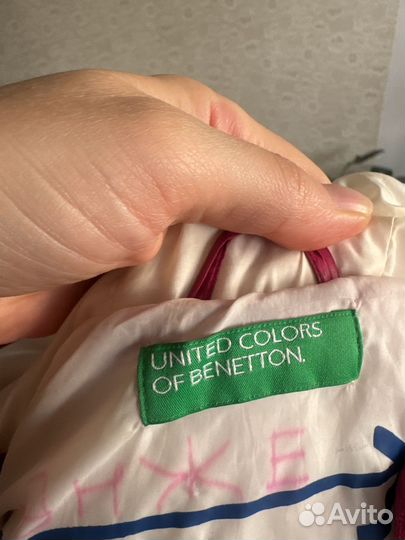 UNITED COLORS
OF BENETTON.
Avito